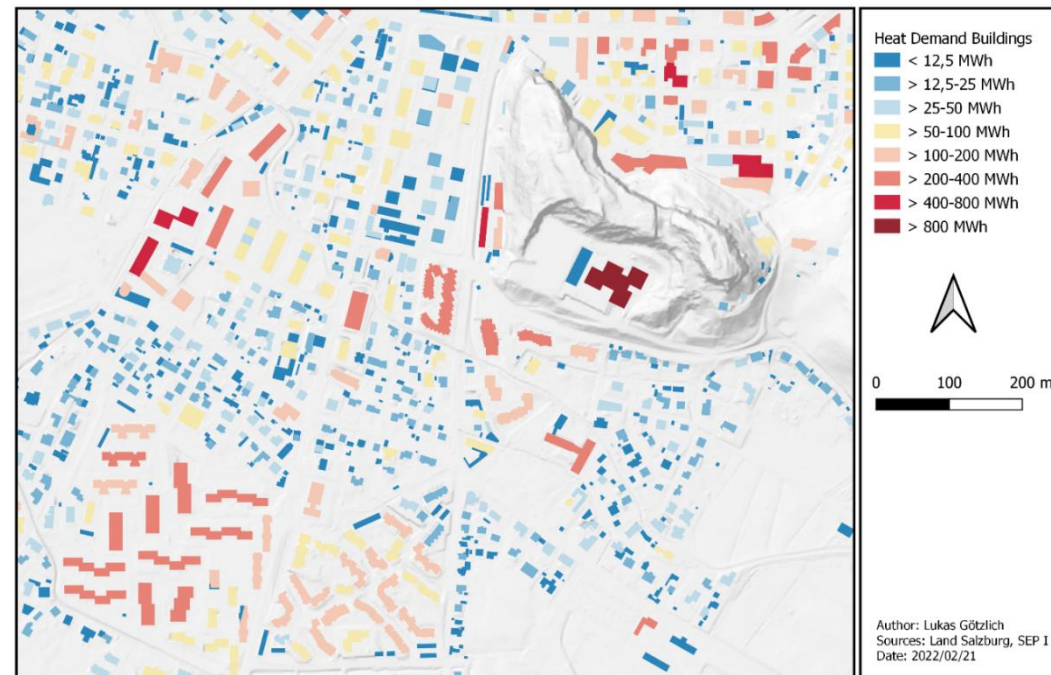 Heat Demand Buildings
< 12,5 MWh
> 12,5-25 MWh
> 25-50 MWh
> 50-100 MWh
> 100-200 MWh
> 200-400 MWh
> 400-800 MWh
> 800 MWh
0 100 200 m
Author: Lukas Götzlich
Sources: Land Salzburg, SEP I
Date: 2022/02/21